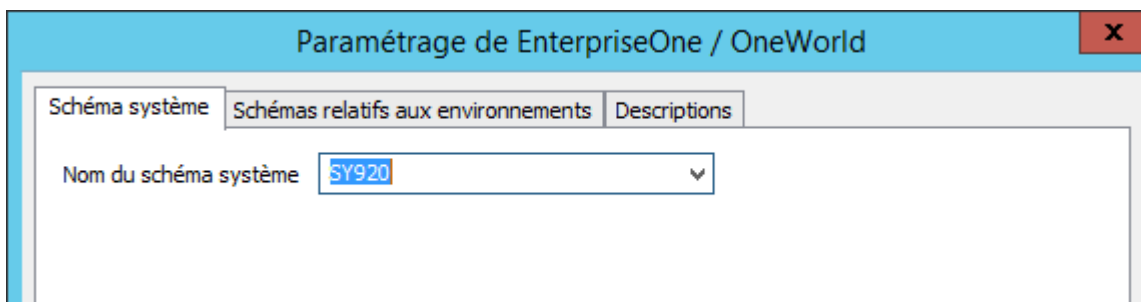 Paramétrage de EnterpriseOne / OneWorld
x
Schéma système Schémas relatifs aux environnements Descriptions
Nom du schéma système SY920